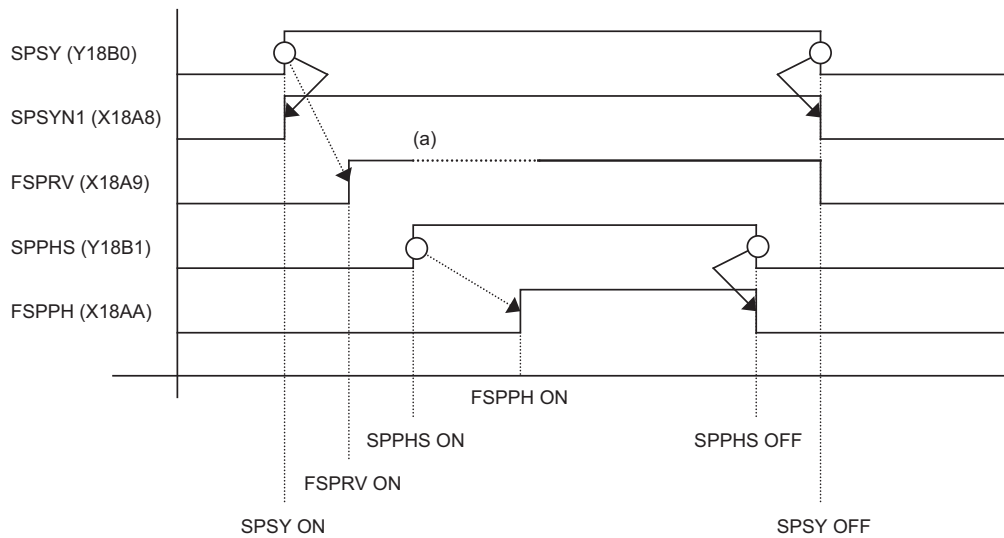 SPSY (Y18B0)
SPSYN1 (X18A8)
(a)
FSPRV (X18A9)
SPPHS (Y18B1)
FSPPH (X18AA)
FSPPH ON
SPPHS ON
SPPHS OFF
FSPRV ON
SPSY ON
SPSY OFF